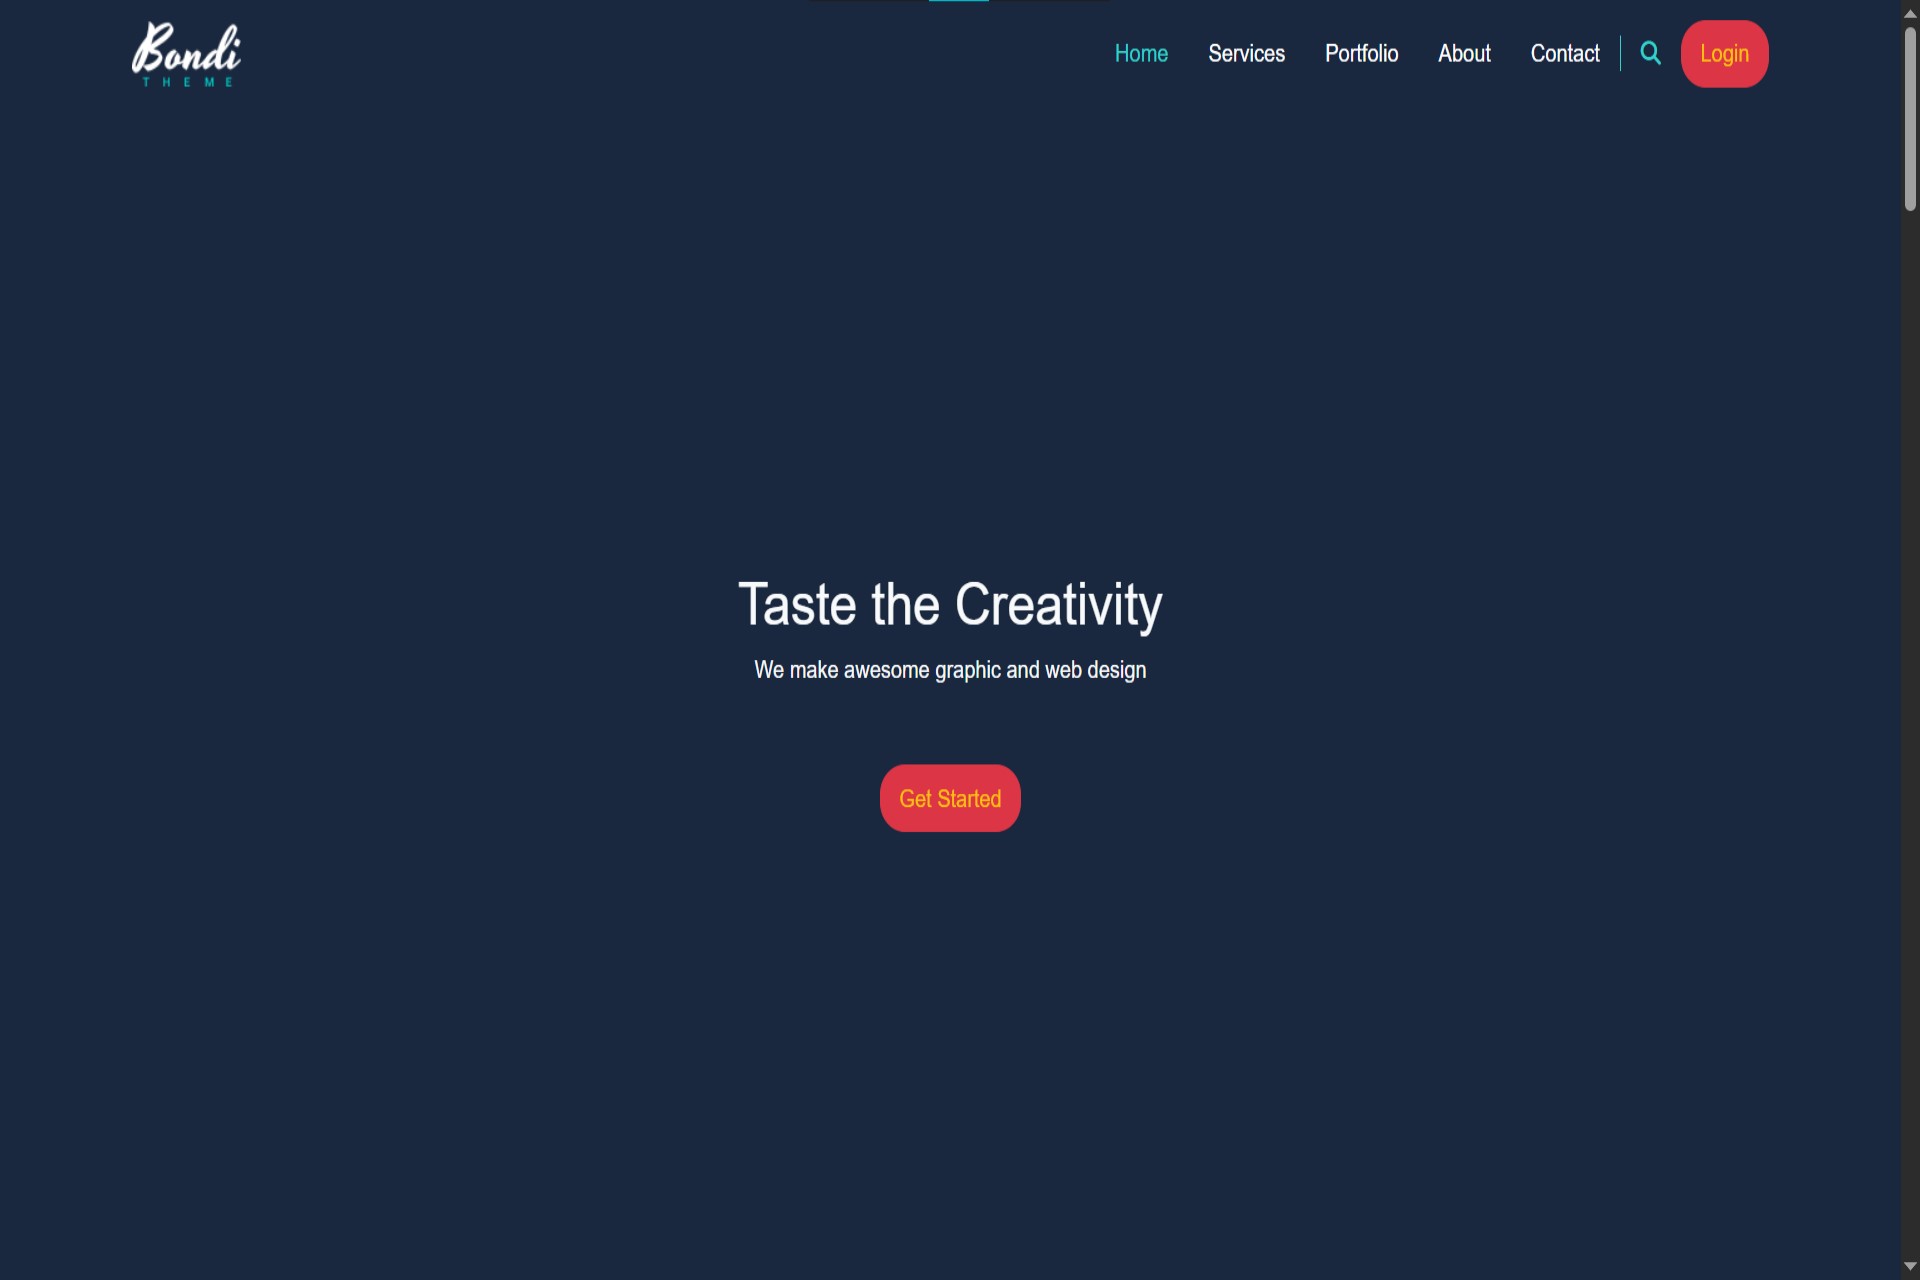 Bondi
THEME
Home Services Portfolio About Contact Login
Taste the Creativity
We make awesome graphic and web design
Get Started